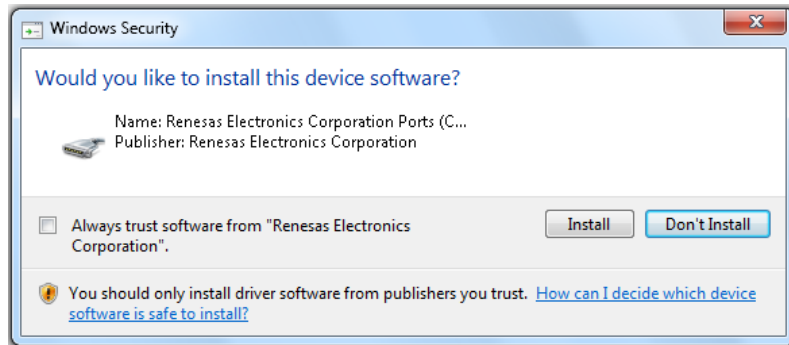 Windows Security
Would you like to install this device software?
Name: Renesas Electronics Corporation Ports (C...
Publisher: Renesas Electronics Corporation
Always trust software from "Renesas Electronics
Corporation".
Install
Don't Install
You should only install driver software from publishers you trust. How can I decide which device
software is safe to install?